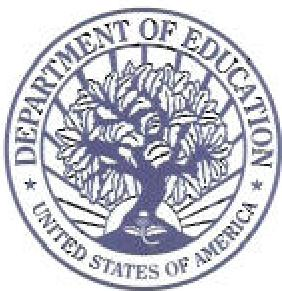 DEPARTMENT OF EDUCATION
UNITED STATES OF AMERICA